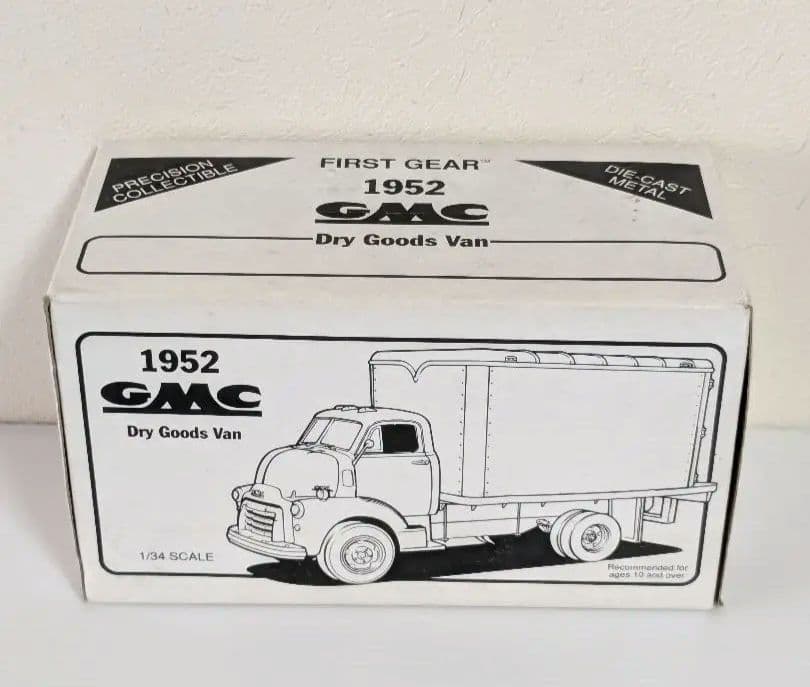 PRECISION
COLLECTIBLE
FIRST GEAR™
1952
GMC
Dry Goods Van
DIE-CAST
METAL
1952
GMC
Dry Goods Van
1/34 SCALE
Recommended for
ages 10 and over